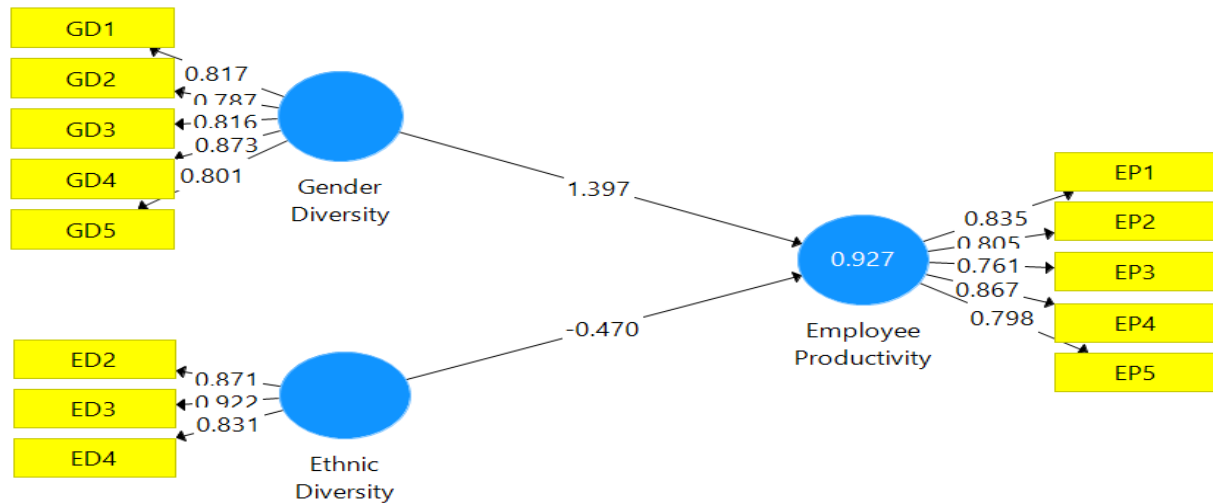 GD1
0.817
GD2
0.787
GD3
0.816
GD4
0.873
GD5
0.801
Gender
Diversity
1.397
ED2
0.871
ED3
0.922
ED4
0.831
Ethnic
Diversity
-0.470
0.927
Employee
Productivity
EP1
0.835
EP2
0.805
EP3
0.761
EP4
0.867
EP5
0.798